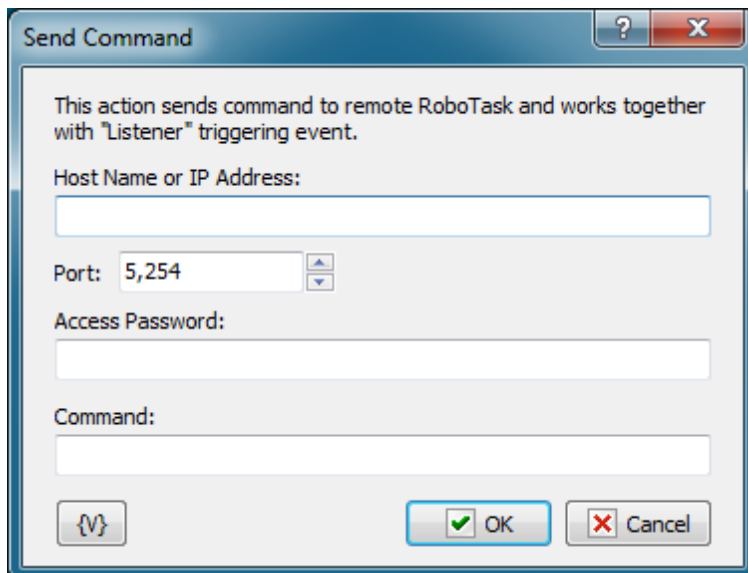 Send Command
?
This action sends command to remote RoboTask and works together
with "Listener" triggering event.
Host Name or IP Address:
Port: 5,254
Access Password:
Command:
{V} OK Cancel